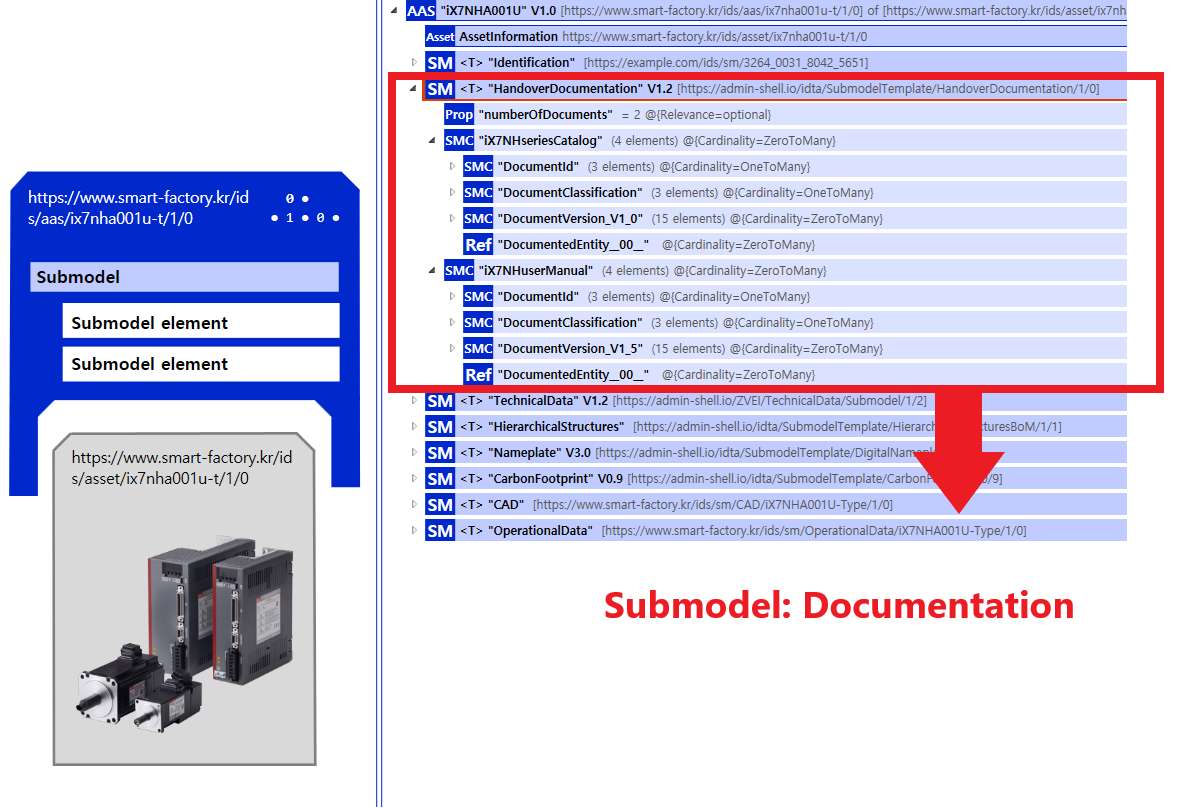 https://www.smart-factory.kr/id
s/aas/ix7nha001u-t/1/0
0 ●
● 1 ● 0 ●
Submodel
Submodel element
Submodel element
https://www.smart-factory.kr/id
s/asset/ix7nha001u-t/1/0
AAS "iX7NHA001U" V1.0 [https://www.smart-factory.kr/ids/aas/ix7nha001u-t/1/0] of [https://www.smart-factory.kr/ids/asset/ix7nh
Asset AssetInformation https://www.smart-factory.kr/ids/asset/ix7nha001u-t/1/0
SM <T> "Identification" [https://example.com/ids/sm/3264_0031_8042_5651]
SM <T> "HandoverDocumentation" V1.2 [https://admin-shell.io/idta/SubmodelTemplate/HandoverDocumentation/1/0]
Prop "numberOfDocuments" = 2 @{Relevance=optional}
SMC "iX7NHseriesCatalog" (4 elements) @{Cardinality=ZeroToMany}
SMC "DocumentId" (3 elements) @{Cardinality=OneToMany}
SMC "DocumentClassification" (3 elements) @{Cardinality=OneToMany}
SMC "DocumentVersion_V1_0" (15 elements) @{Cardinality=ZeroToMany}
Ref "DocumentedEntity__00__" @{Cardinality=ZeroToMany}
SMC "iX7NHuserManual" (4 elements) @{Cardinality=ZeroToMany}
SMC "DocumentId" (3 elements) @{Cardinality=OneToMany}
SMC "DocumentClassification" (3 elements) @{Cardinality=OneToMany}
SMC "DocumentVersion_V1_5" (15 elements) @{Cardinality=ZeroToMany}
Ref "DocumentedEntity__00__" @{Cardinality=ZeroToMany}
SM <T> "TechnicalData" V1.2 [https://admin-shell.io/ZVEI/TechnicalData/Submodel/1/2]
SM <T> "HierarchicalStructures" [https://admin-shell.io/idta/SubmodelTemplate/Hierarch uresBoM/1/1]
SM <T> "Nameplate" V3.0 [https://admin-shell.io/idta/SubmodelTemplate/DigitalNamepl
SM <T> "CarbonFootprint" V0.9 [https://admin-shell.io/idta/SubmodelTemplate/CarbonF 0/9]
SM <T> "CAD" [https://www.smart-factory.kr/ids/sm/CAD/iX7NHA001U-Type/1/0]
SM <T> "OperationalData" [https://www.smart-factory.kr/ids/sm/OperationalData/iX7NHA001U-Type/1/0]
Submodel: Documentation